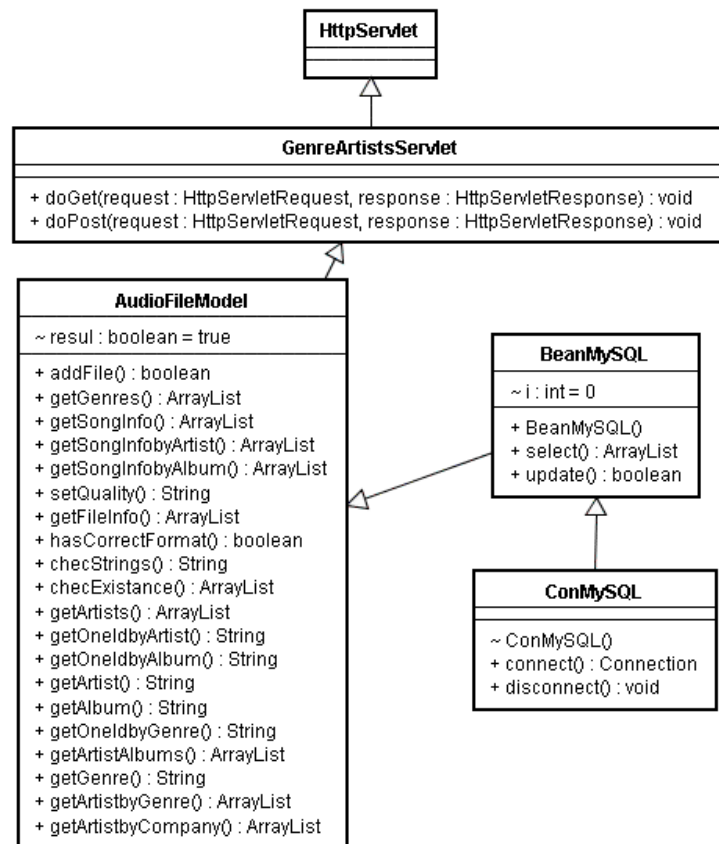 HttpServlet
GenreArtistsServlet
+ doGet(request : HttpServletRequest, response : HttpServletResponse) : void
+ doPost(request : HttpServletRequest, response : HttpServletResponse) : void
AudioFileModel
~ resul : boolean = true
+ addFile() : boolean
+ getGenres() : ArrayList
+ getSongInfo() : ArrayList
+ getSongInfobyArtist() : ArrayList
+ getSongInfobyAlbum() : ArrayList
+ setQuality() : String
+ getFileInfo() : ArrayList
+ hasCorrectFormat() : boolean
+ checStrings() : String
+ checExistance() : ArrayList
+ getArtists() : ArrayList
+ getOneIdbyArtist() : String
+ getOneIdbyAlbum() : String
+ getArtist() : String
+ getAlbum() : String
+ getOneIdbyGenre() : String
+ getArtistAlbums() : ArrayList
+ getGenre() : String
+ getArtistbyGenre() : ArrayList
+ getArtistbyCompany() : ArrayList
BeanMySQL
~ i : int = 0
+ BeanMySQL()
+ select() : ArrayList
+ update() : boolean
ConMySQL
~ ConMySQL()
+ connect() : Connection
+ disconnect() : void